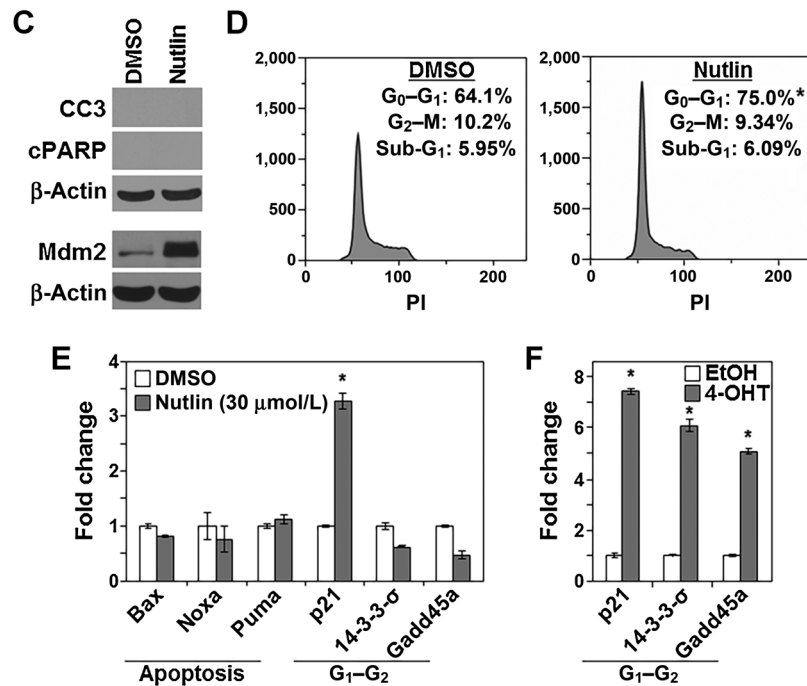 C
DMSO
Nutlin
CC3
cPARP
β-Actin
Mdm2
β-Actin
D
2,000
1,500
1,000
500
0
0
100
200
PI
DMSO
G₀–G₁: 64.1%
G₂–M: 10.2%
Sub-G₁: 5.95%
2,000
1,500
1,000
500
0
0
100
200
PI
Nutlin
G₀–G₁: 75.0%*
G₂–M: 9.34%
Sub-G₁: 6.09%
E
Fold change
4
3
2
1
0
DMSO
Nutlin (30 μmol/L)
*
Bax
Noxa
Puma
p21
14-3-3-σ
Gadd45a
Apoptosis
G₁–G₂
F
Fold change
8
6
4
2
0
EtOH
4-OHT
*
*
*
p21
14-3-3-σ
Gadd45a
G₁–G₂